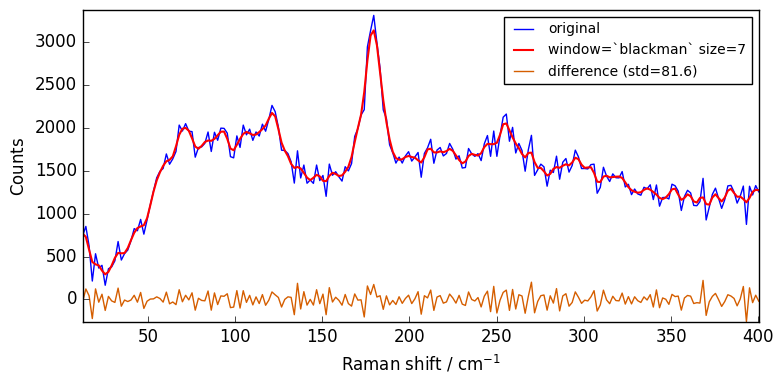 original
window=`blackman` size=7
difference (std=81.6)
Counts
3000
2500
2000
1500
1000
500
0
50 100 150 200 250 300 350 400
Raman shift / cm⁻¹